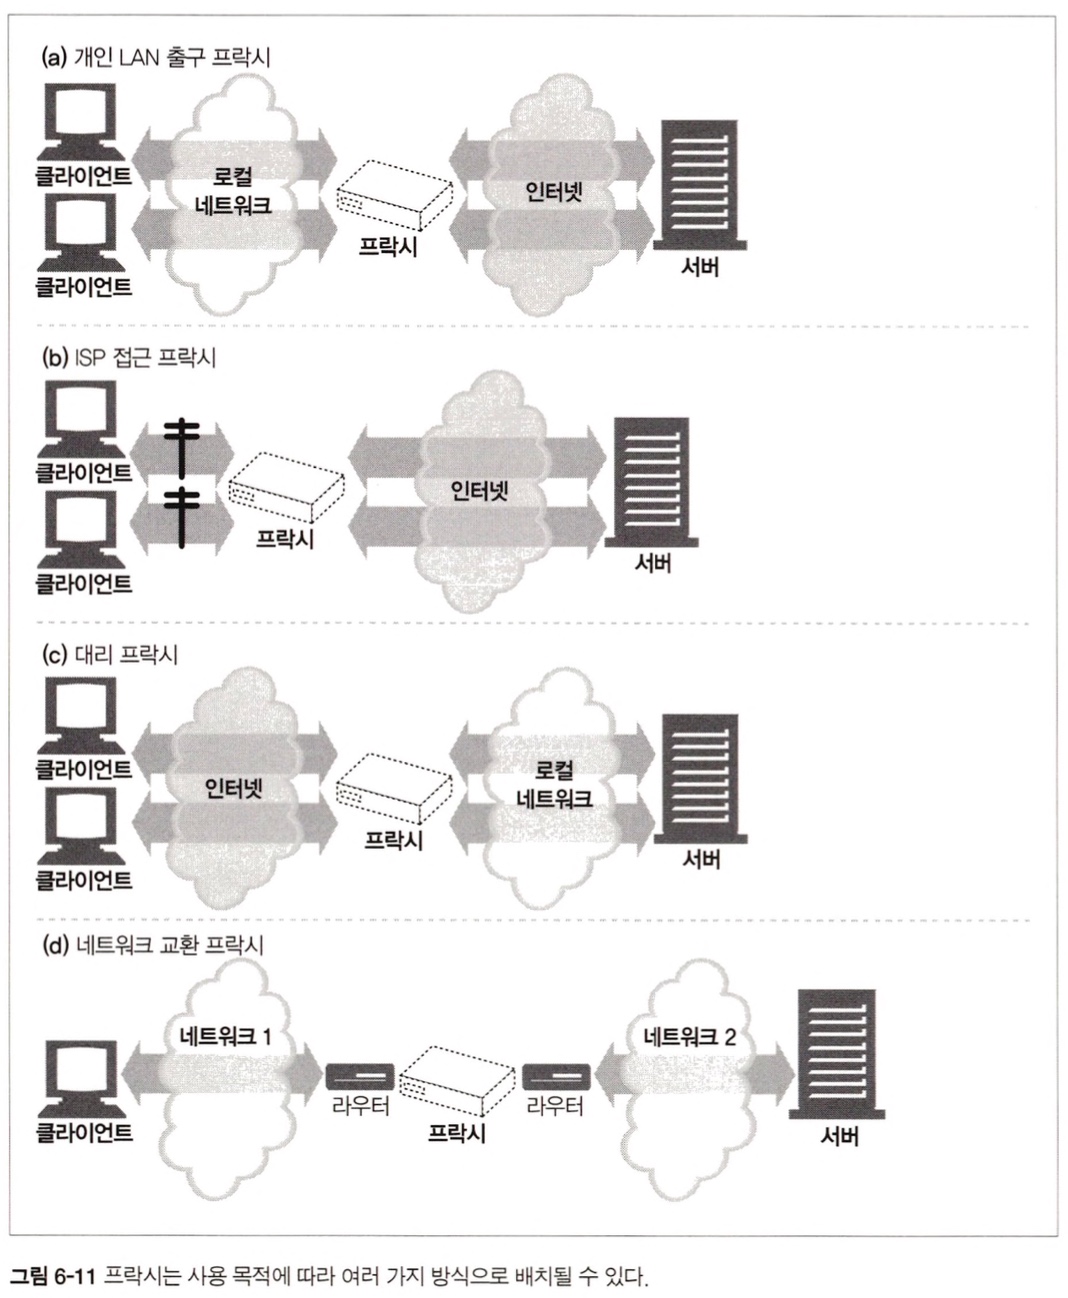 (a) 개인 LAN 출구 프락시
클라이언트
로컬
네트워크
프락시
인터넷
서버
클라이언트
(b) ISP 접근 프락시
클라이언트
프락시
인터넷
서버
클라이언트
(c) 대리 프락시
클라이언트
인터넷
프락시
로컬
네트워크
서버
클라이언트
(d) 네트워크 교환 프락시
네트워크 1
네트워크 2
클라이언트
라우터
프락시
라우터
서버
그림 6-11 프락시는 사용 목적에 따라 여러 가지 방식으로 배치될 수 있다.